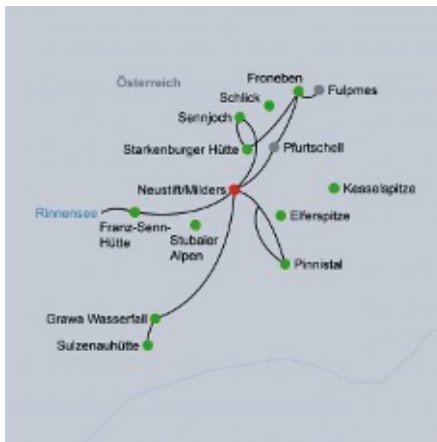 Froneben
Österreich
Fulpmes
Schlick
Sennjoch
Starkenburger Hütte
Pfurtschell
Neustift/Milders
Kesselspitze
Rinnensee
Elferspitze
Franz-Senn-
Hütte
Stubaier
Alpen
Pinnistal
Grawa Wasserfall
Sulzenauhütte